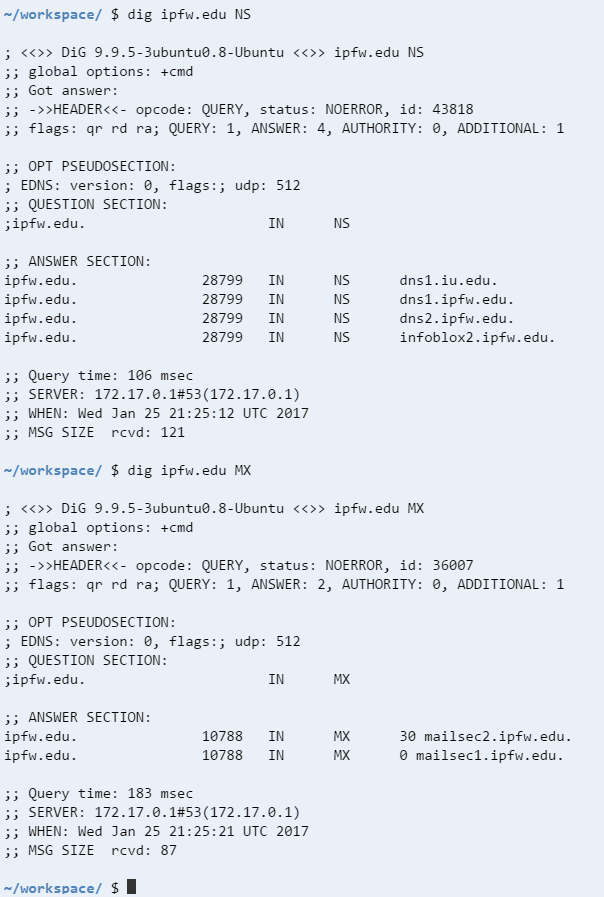 ~/workspace/ $ dig ipfw.edu NS

; <<>> DiG 9.9.5-3ubuntu0.8-Ubuntu <<>> ipfw.edu NS
;; global options: +cmd
;; Got answer:
;; ->>HEADER<<- opcode: QUERY, status: NOERROR, id: 43818
;; flags: qr rd ra; QUERY: 1, ANSWER: 4, AUTHORITY: 0, ADDITIONAL: 1

;; OPT PSEUDOSECTION:
; EDNS: version: 0, flags:; udp: 512
;; QUESTION SECTION:
;ipfw.edu.                      IN      NS

;; ANSWER SECTION:
ipfw.edu.               28799   IN      NS      dns1.iu.edu.
ipfw.edu.               28799   IN      NS      dns1.ipfw.edu.
ipfw.edu.               28799   IN      NS      dns2.ipfw.edu.
ipfw.edu.               28799   IN      NS      infoblox2.ipfw.edu.

;; Query time: 106 msec
;; SERVER: 172.17.0.1#53(172.17.0.1)
;; WHEN: Wed Jan 25 21:25:12 UTC 2017
;; MSG SIZE  rcvd: 121

~/workspace/ $ dig ipfw.edu MX

; <<>> DiG 9.9.5-3ubuntu0.8-Ubuntu <<>> ipfw.edu MX
;; global options: +cmd
;; Got answer:
;; ->>HEADER<<- opcode: QUERY, status: NOERROR, id: 36007
;; flags: qr rd ra; QUERY: 1, ANSWER: 2, AUTHORITY: 0, ADDITIONAL: 1

;; OPT PSEUDOSECTION:
; EDNS: version: 0, flags:; udp: 512
;; QUESTION SECTION:
;ipfw.edu.                      IN      MX

;; ANSWER SECTION:
ipfw.edu.               10788   IN      MX      30 mailsec2.ipfw.edu.
ipfw.edu.               10788   IN      MX      0 mailsec1.ipfw.edu.

;; Query time: 183 msec
;; SERVER: 172.17.0.1#53(172.17.0.1)
;; WHEN: Wed Jan 25 21:25:21 UTC 2017
;; MSG SIZE  rcvd: 87

~/workspace/ $